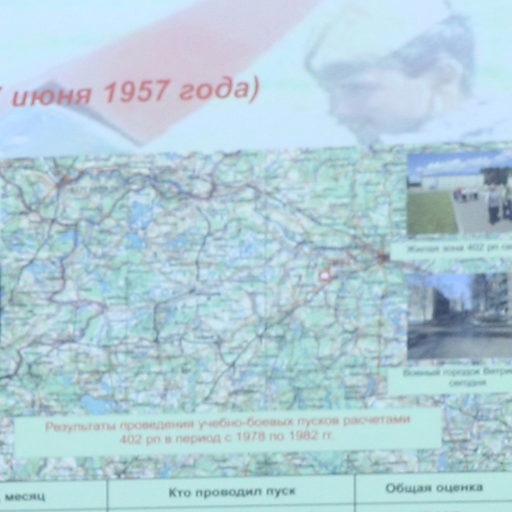 июня 1957 года)
Жилая зона 402 рп
Военный городок
сегодня
Результаты проведения учебно-боевых пусков расчетами
402 рп в период с 1978 по 1982 гг.
месяц
Кто проводил пуск
Общая оценка